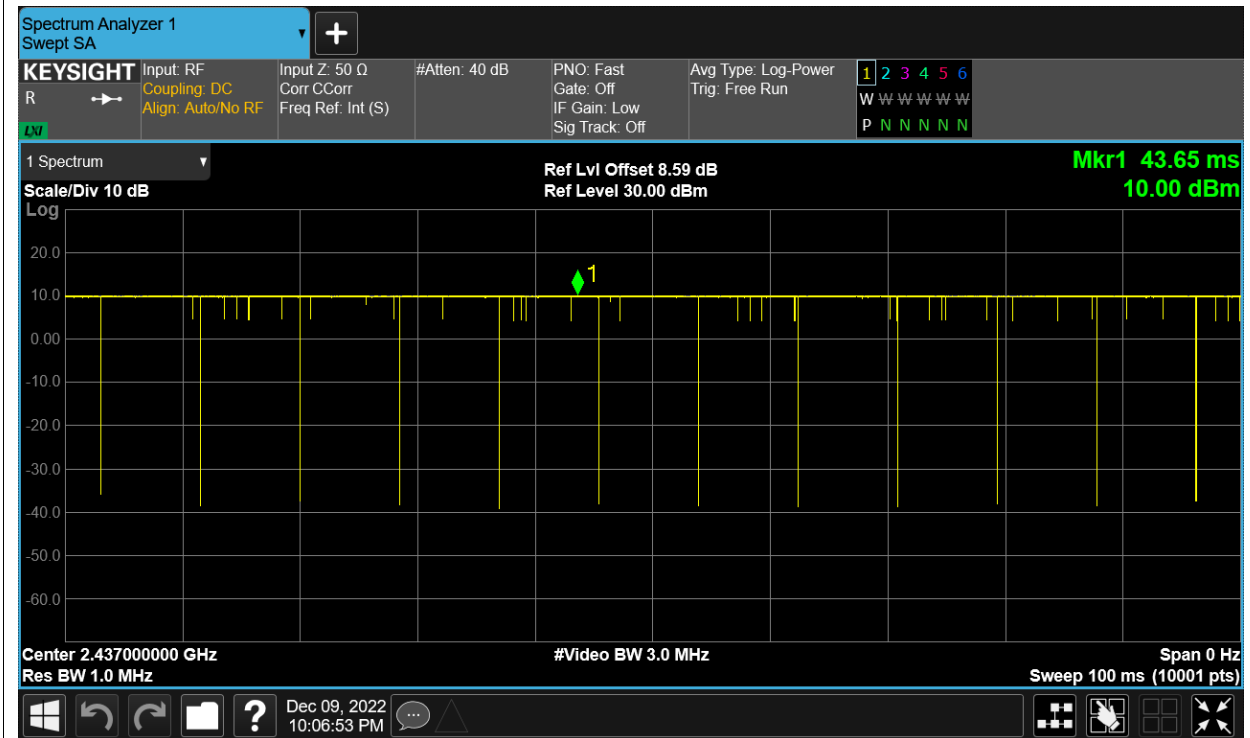 Spectrum Analyzer 1
Swept SA
KEYSIGHT
R
LXI
Input: RF
Coupling: DC
Align: Auto/No RF
Input Z: 50 Ω
Corr CCorr
Freq Ref: Int (S)
#Atten: 40 dB
PNO: Fast
Gate: Off
IF Gain: Low
Sig Track: Off
Avg Type: Log-Power
Trig: Free Run
1 2 3 4 5 6
W W W W W W
P N N N N N
1 Spectrum
Scale/Div 10 dB
Log
Ref Lvl Offset 8.59 dB
Ref Level 30.00 dBm
Mkr1 43.65 ms
10.00 dBm
20.0
1
10.0
0.00
-10.0
-20.0
-30.0
-40.0
-50.0
-60.0
Center 2.437000000 GHz
#Video BW 3.0 MHz
Span 0 Hz
Res BW 1.0 MHz
Sweep 100 ms (10001 pts)
?
Dec 09, 2022
10:06:53 PM